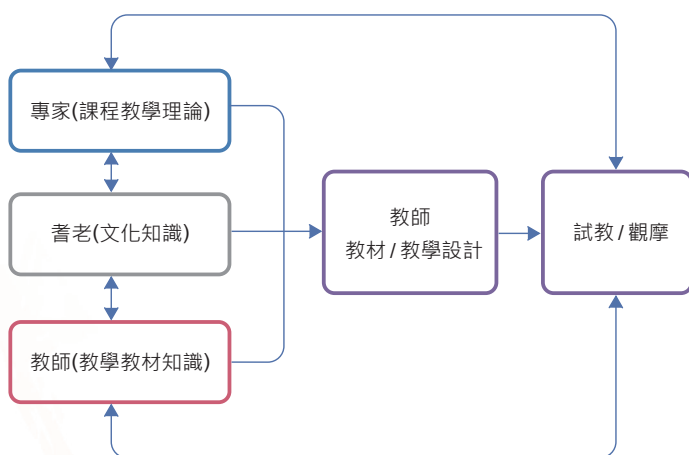 專家(課程教學理論)
耆老(文化知識)
教師(教學教材知識)
教師
教材/教學設計
試教/觀摩